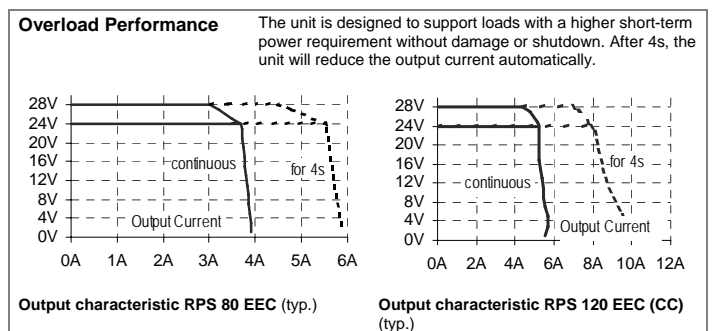 Overload Performance
The unit is designed to support loads with a higher short-term
power requirement without damage or shutdown. After 4s, the
unit will reduce the output current automatically.
28V
24V
20V
16V
12V
8V
4V
0V
continuous
for 4s
Output Current
0A 1A 2A 3A 4A 5A 6A
Output characteristic RPS 80 EEC (typ.)
28V
24V
20V
16V
12V
8V
4V
0V
for 4s
continuous
Output Current
0A 2A 4A 6A 8A 10A 12A
Output characteristic RPS 120 EEC (CC)
(typ.)